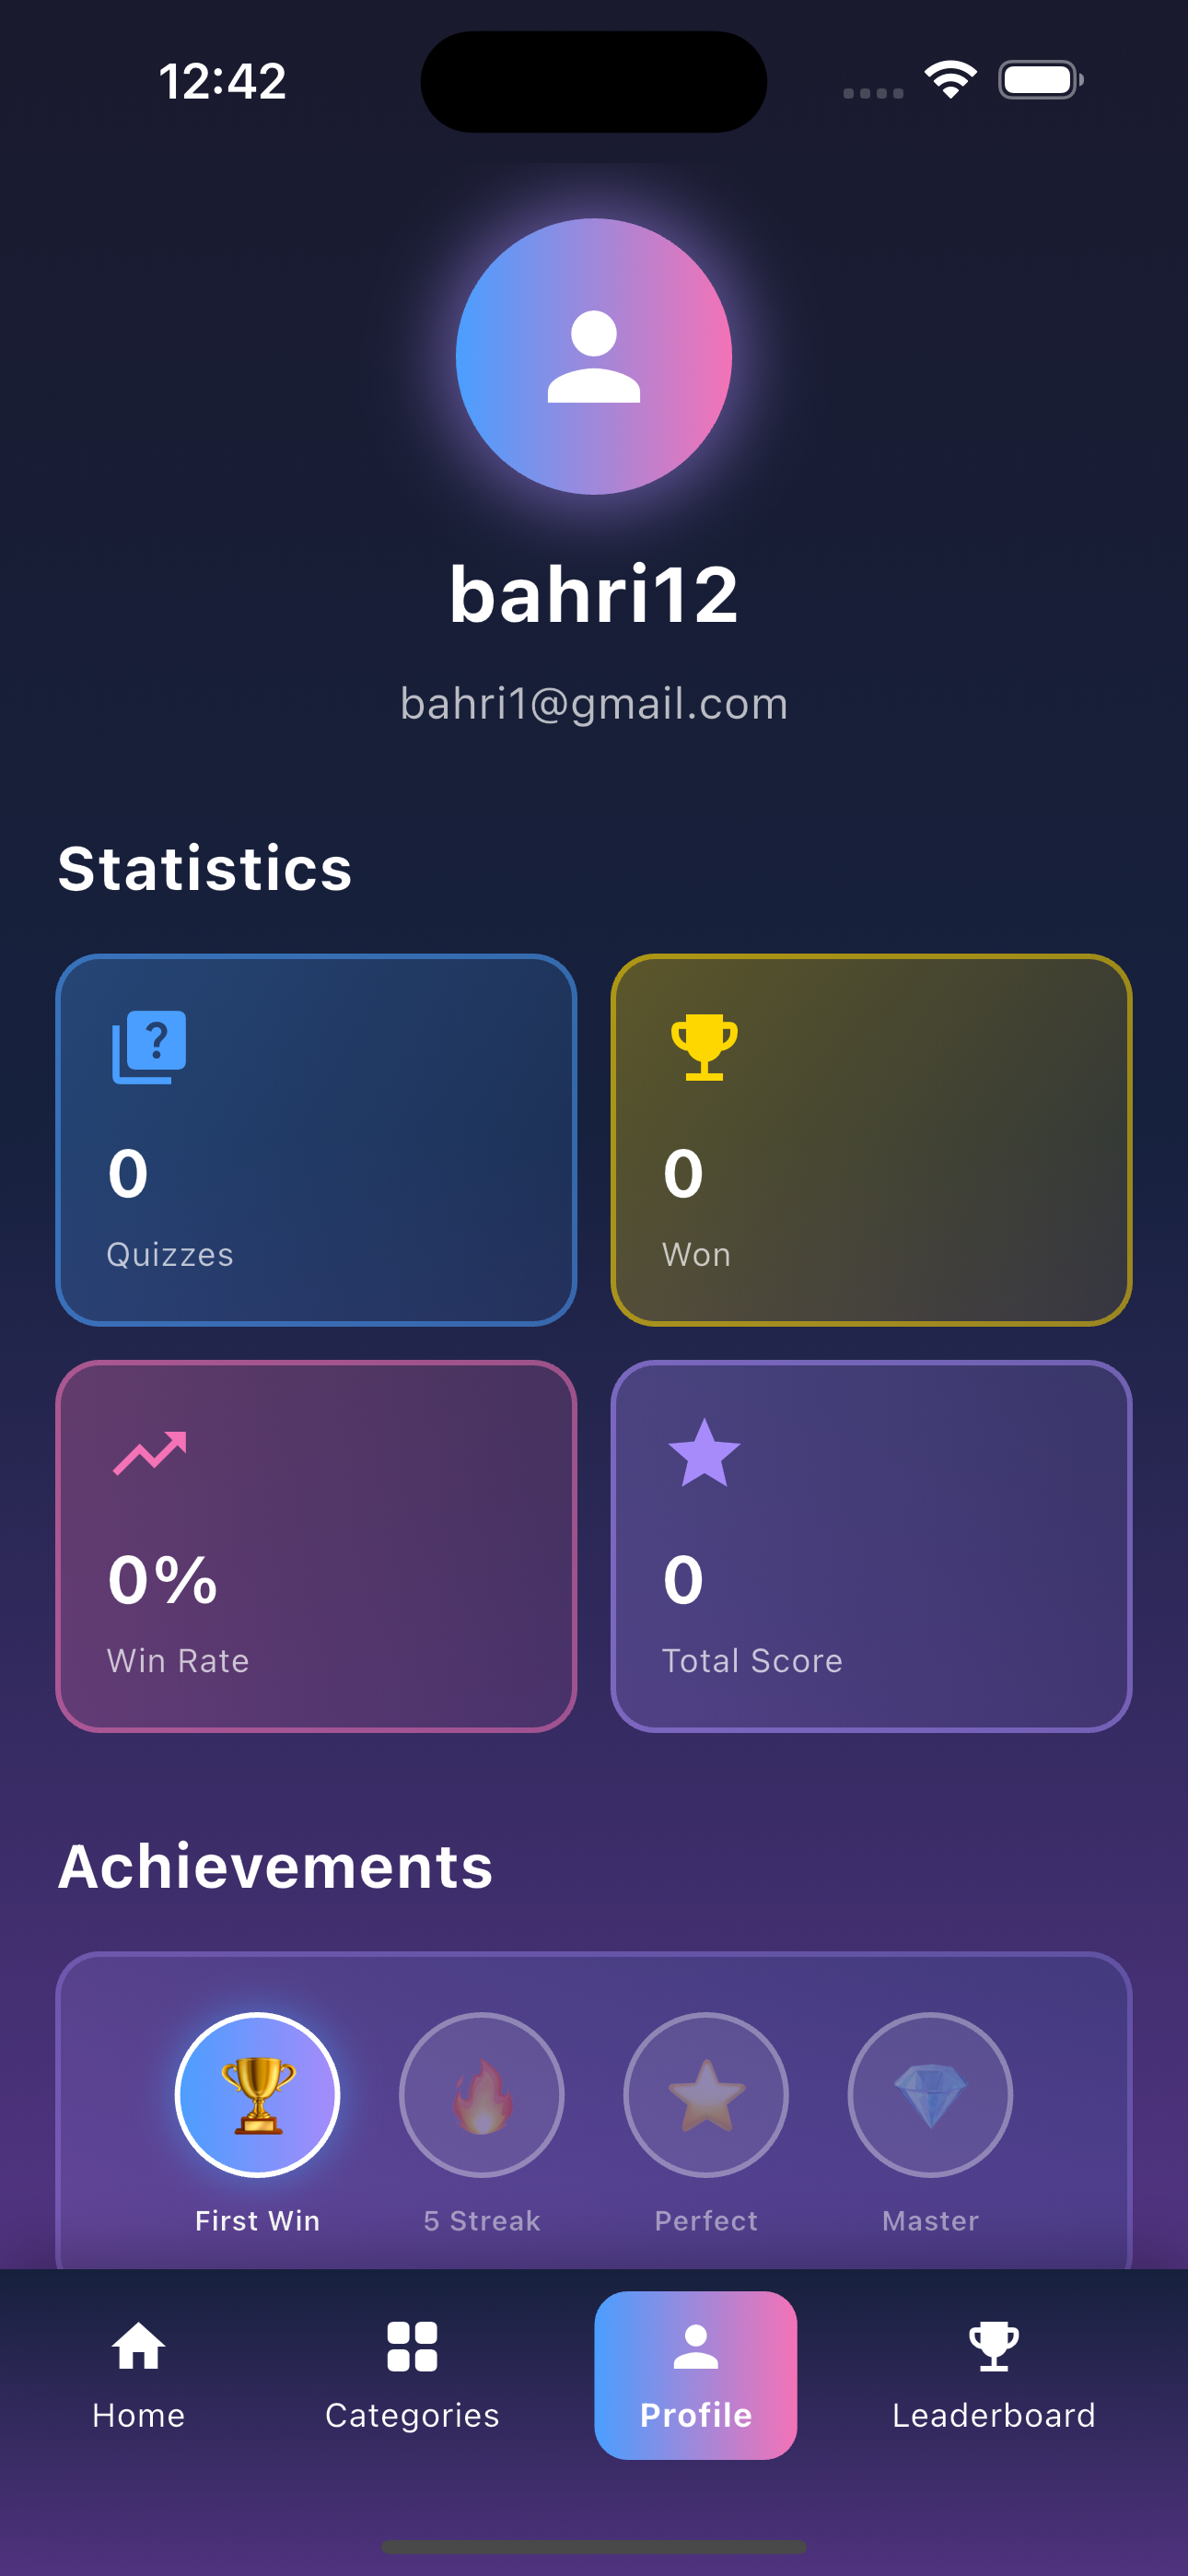 12:42
bahri12
bahri1@gmail.com
Statistics
?
0
Quizzes
0
Won
0%
Win Rate
0
Total Score
Achievements
First Win
5 Streak
Perfect
Master
Home
Categories
Profile
Leaderboard